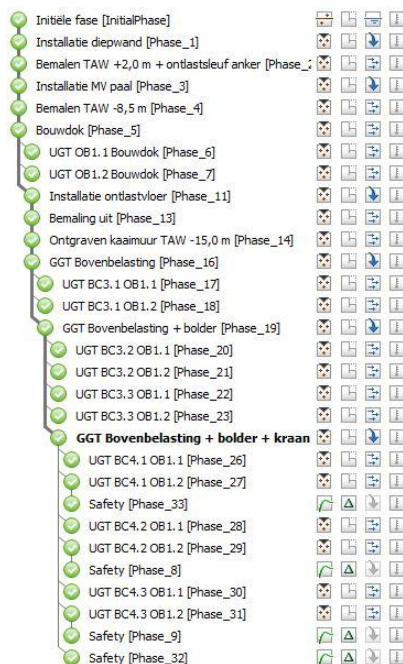 Initiële fase [InitialPhase]
Installatie diepwand [Phase_1]
Bemalen TAW +2,0 m + ontlastsleuf anker [Phase_2
Installatie MV paal [Phase_3]
Bemalen TAW -8,5 m [Phase_4]
Bouwdok [Phase_5]
UGT OB1.1 Bouwdok [Phase_6]
UGT OB1.2 Bouwdok [Phase_7]
Installatie ontlastvloer [Phase_11]
Bemaling uit [Phase_13]
Ontgraven kaaimuur TAW -15,0 m [Phase_14]
GGT Bovenbelasting [Phase_16]
UGT BC3.1 OB1.1 [Phase_17]
UGT BC3.1 OB1.2 [Phase_18]
GGT Bovenbelasting + bolder [Phase_19]
UGT BC3.2 OB1.1 [Phase_20]
UGT BC3.2 OB1.2 [Phase_21]
UGT BC3.3 OB1.1 [Phase_22]
UGT BC3.3 OB1.2 [Phase_23]
GGT Bovenbelasting + bolder + kraan
UGT BC4.1 OB1.1 [Phase_26]
UGT BC4.1 OB1.2 [Phase_27]
Safety [Phase_33]
UGT BC4.2 OB1.1 [Phase_28]
UGT BC4.2 OB1.2 [Phase_29]
Safety [Phase_8]
UGT BC4.3 OB1.1 [Phase_30]
UGT BC4.3 OB1.2 [Phase_31]
Safety [Phase_9]
Safety [Phase_32]